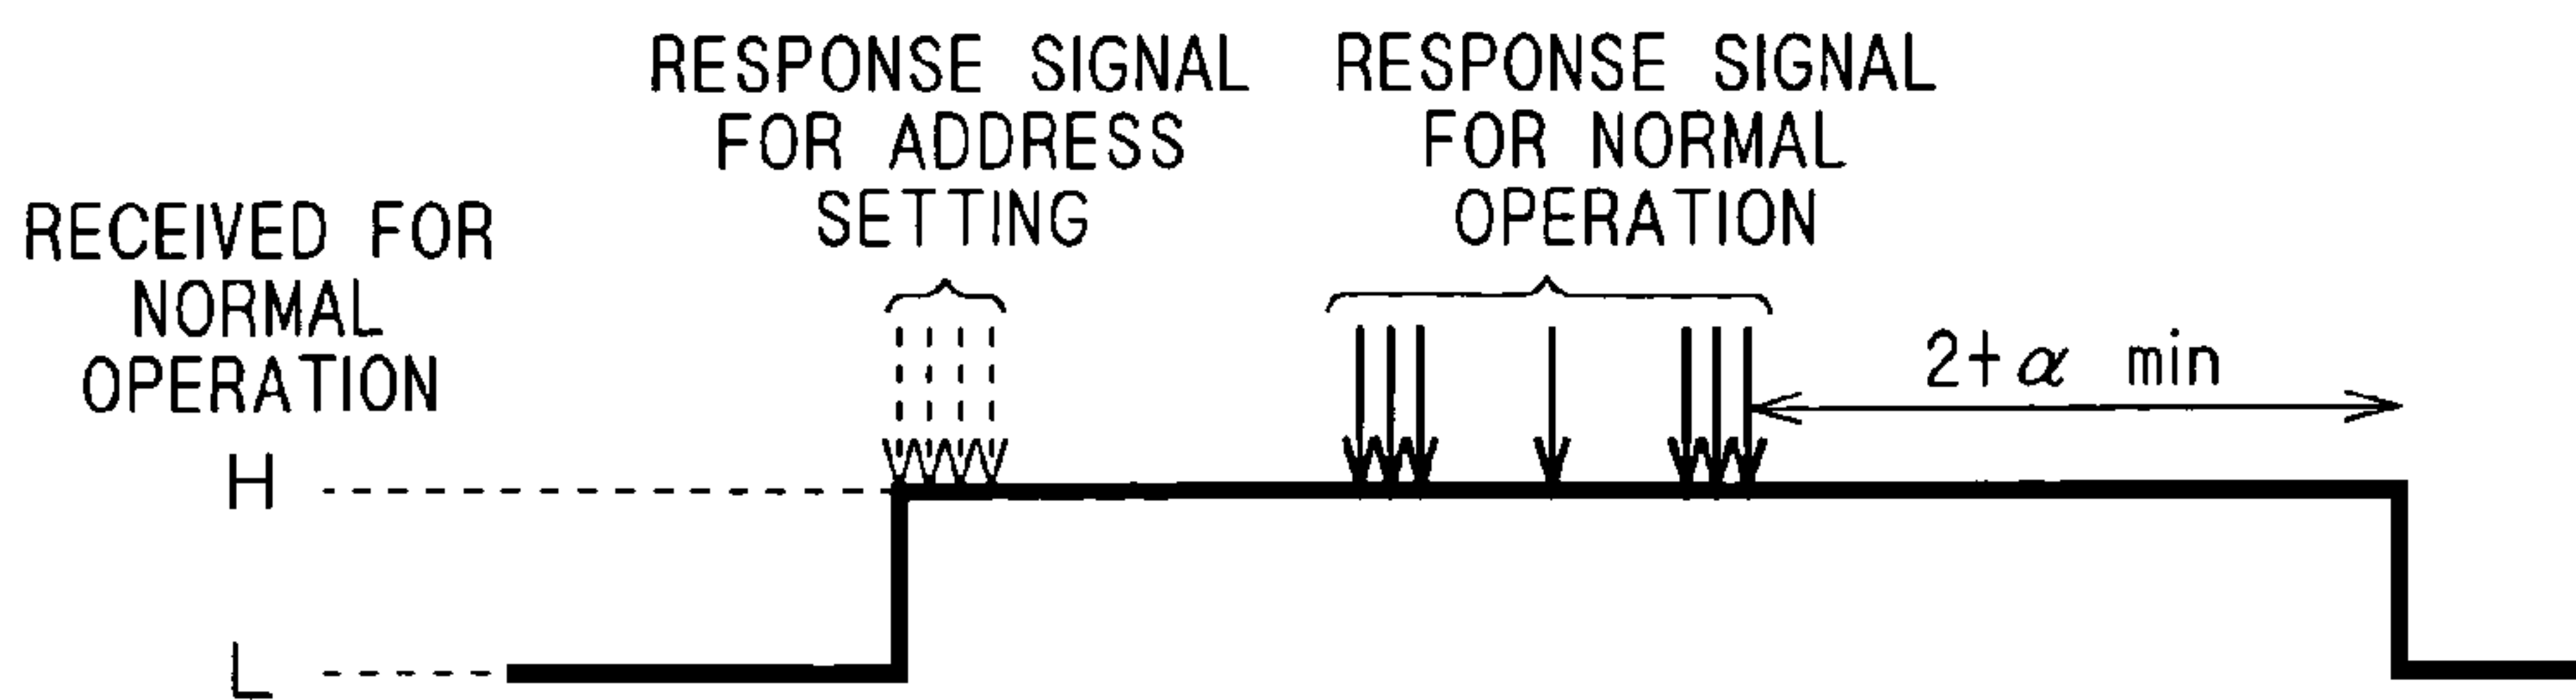 RESPONSE SIGNAL
FOR ADDRESS
SETTING
RESPONSE SIGNAL
FOR NORMAL
OPERATION
RECEIVED FOR
NORMAL
OPERATION
2+α min
H
L